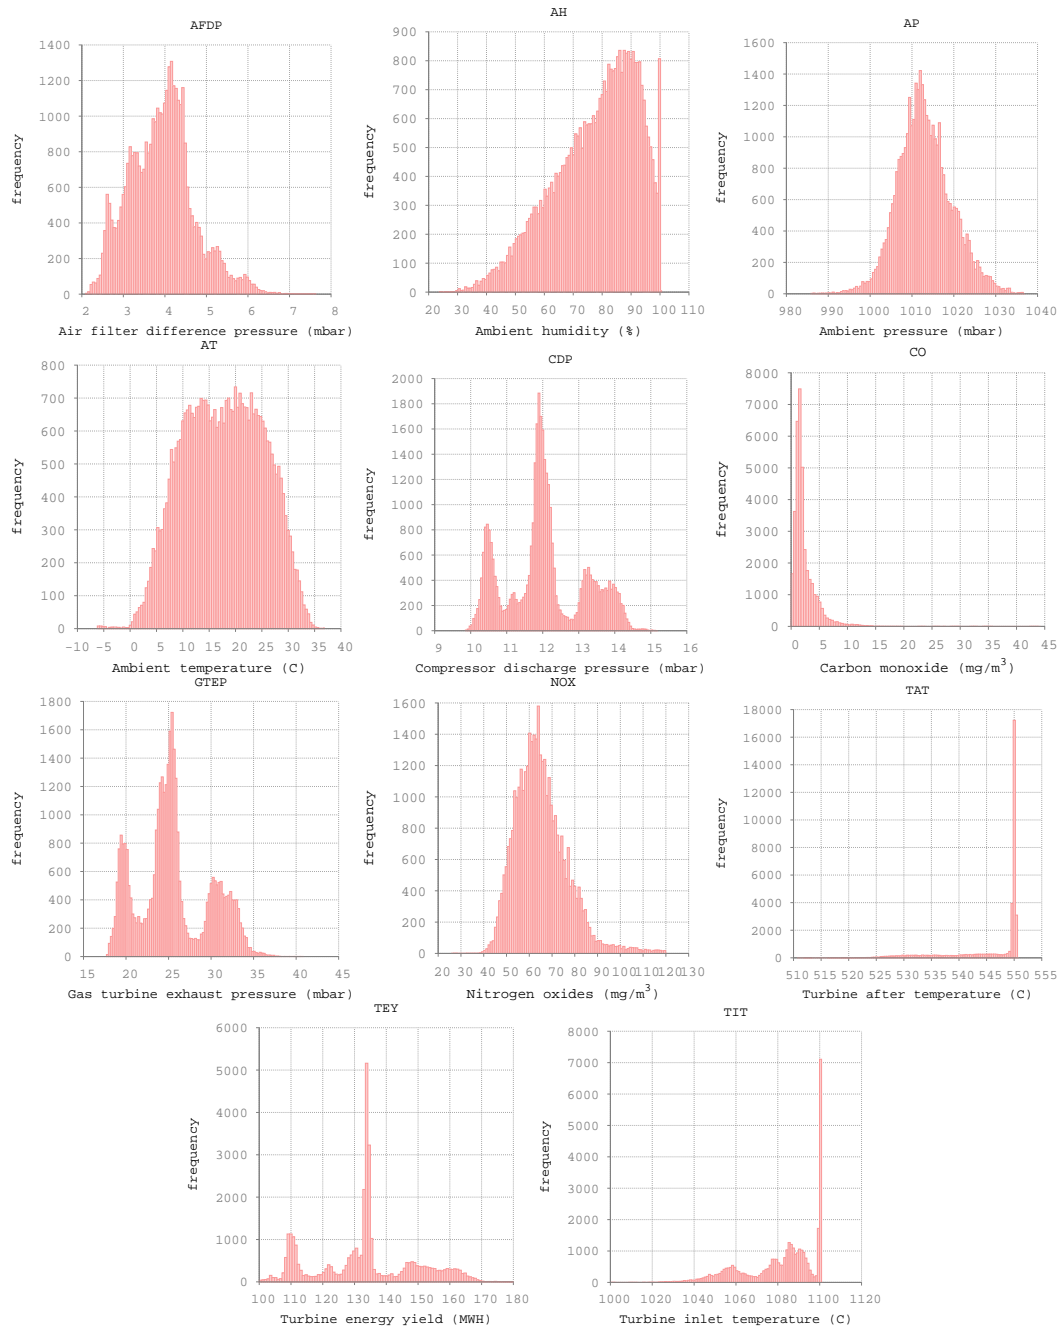 AFDP
1400
1200
1000
800
600
400
200
0
frequency
2 3 4 5 6 7 8
Air filter difference pressure (mbar)
AH
900
800
700
600
500
400
300
200
100
0
frequency
20 30 40 50 60 70 80 90 100 110
Ambient humidity (%)
AP
1600
1400
1200
1000
800
600
400
200
0
frequency
980 990 1000 1010 1020 1030 1040
Ambient pressure (mbar)
AT
800
700
600
500
400
300
200
100
0
frequency
-10 -5 0 5 10 15 20 25 30 35 40
Ambient temperature (C)
CDP
2000
1800
1600
1400
1200
1000
800
600
400
200
0
frequency
9 10 11 12 13 14 15 16
Compressor discharge pressure (mbar)
CO
8000
7000
6000
5000
4000
3000
2000
1000
0
frequency
0 5 10 15 20 25 30 35 40 45
Carbon monoxide (mg/m³)
GTEP
1800
1600
1400
1200
1000
800
600
400
200
0
frequency
15 20 25 30 35 40 45
Gas turbine exhaust pressure (mbar)
NOX
1600
1400
1200
1000
800
600
400
200
0
frequency
20 30 40 50 60 70 80 90 100 110 120 130
Nitrogen oxides (mg/m³)
TAT
18000
16000
14000
12000
10000
8000
6000
4000
2000
0
frequency
510 515 520 525 530 535 540 545 550 555
Turbine after temperature (C)
TEY
6000
5000
4000
3000
2000
1000
0
frequency
100 110 120 130 140 150 160 170 180
Turbine energy yield (MWH)
TIT
8000
7000
6000
5000
4000
3000
2000
1000
0
frequency
1000 1020 1040 1060 1080 1100 1120
Turbine inlet temperature (C)